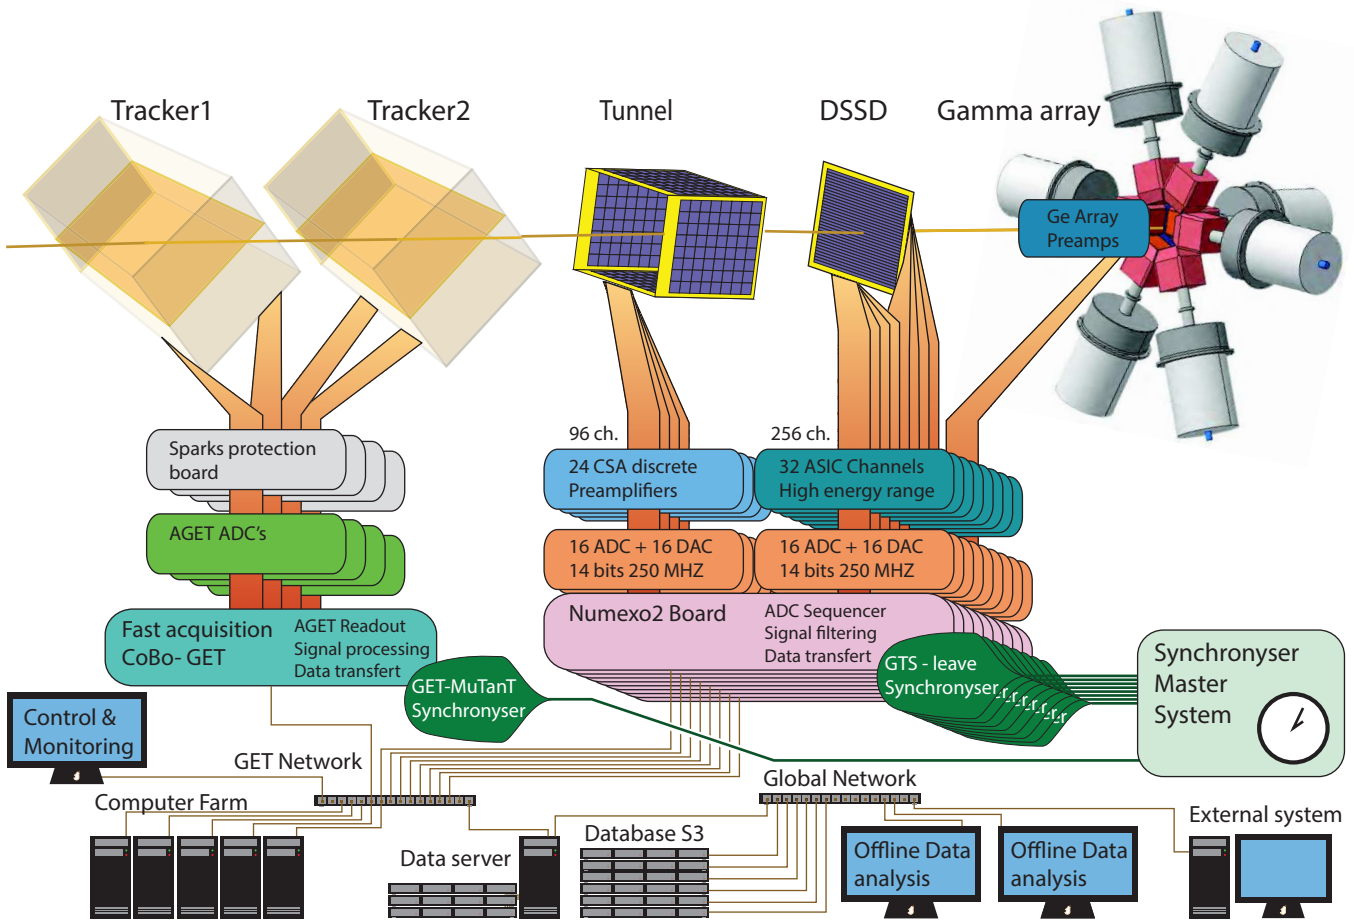 Tracker1
Tracker2
Tunnel
DSSD
Gamma array
Ge Array
Preamps
96 ch.
256 ch.
Sparks protection
board
24 CSA discrete
Preamplifiers
32 ASIC Channels
High energy range
AGET ADC's
16 ADC + 16 DAC
14 bits 250 MHZ
16 ADC + 16 DAC
14 bits 250 MHZ
Fast acquisition
CoBo- GET
AGET Readout
Signal processing
Data transfert
Numexo2 Board
ADC Sequencer
Signal filtering
Data transfert
GTS - leave
Synchronyser
Synchronyser
Master
System
GET-MuTanT
Synchronyser
Control &
Monitoring
GET Network
Global Network
Computer Farm
Data server
Database S3
Offline Data
analysis
Offline Data
analysis
External system